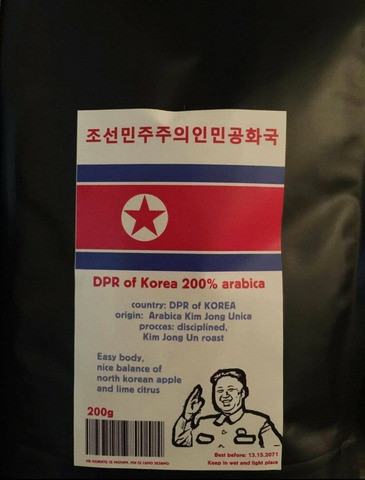 조선민주주의인민공화국
DPR of Korea 200% arabica
country: DPR of KOREA
origin: Arabica Kim Jong Unica
procces: disciplined,
Kim Jong Un roast
Easy body,
nice balance of
north korean apple
and lime citrus
200g
Best before: 13.15.2071
Keep in wet and light place